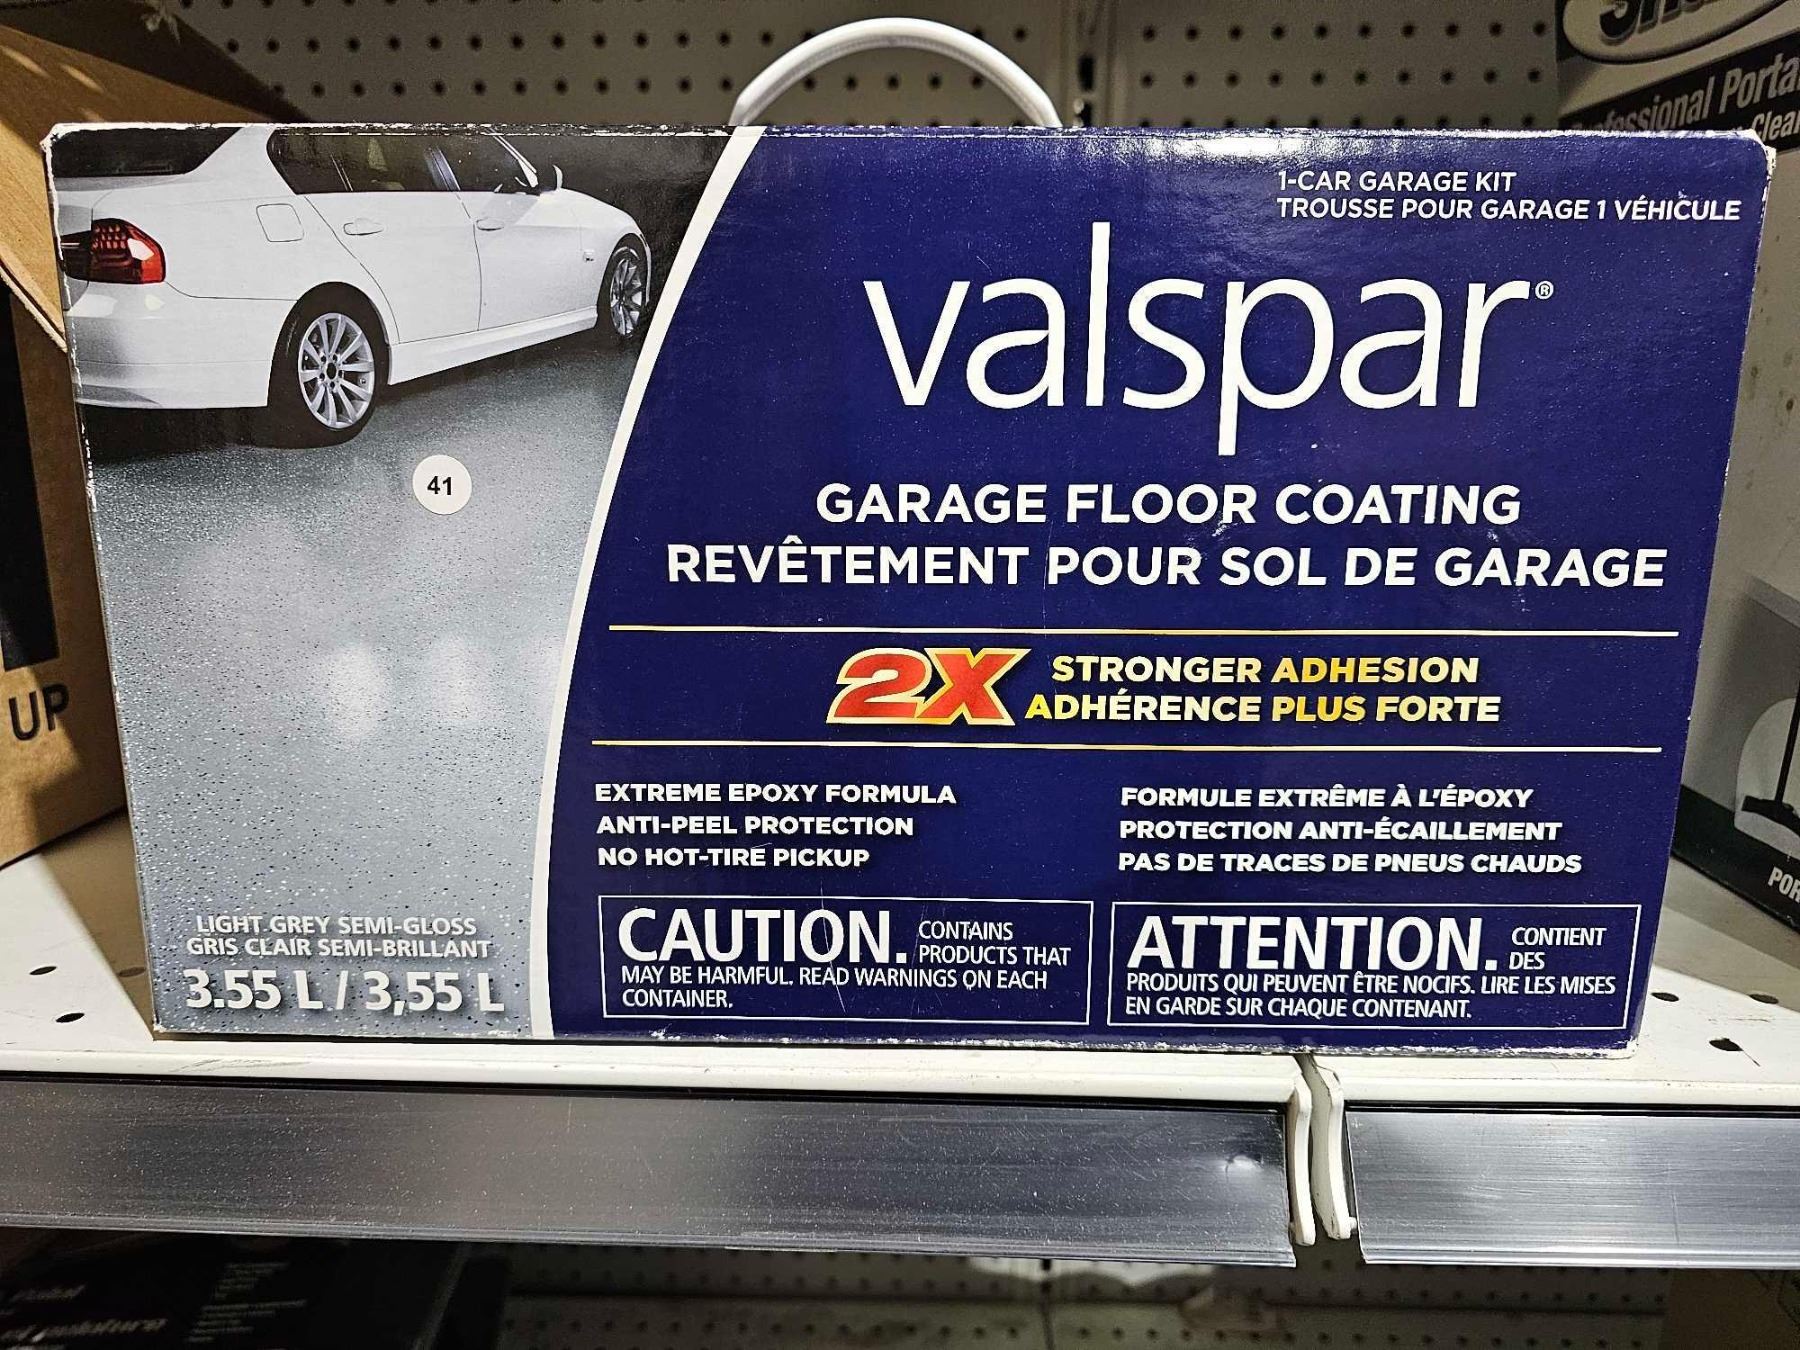 1-CAR GARAGE KIT
TROUSSE POUR GARAGE 1 VÉHICULE
valspar®
GARAGE FLOOR COATING
REVÊTEMENT POUR SOL DE GARAGE
2X STRONGER ADHESION
ADHÉRENCE PLUS FORTE
EXTREME EPOXY FORMULA
ANTI-PEEL PROTECTION
NO HOT-TIRE PICKUP
FORMULE EXTRÊME À L'ÉPOXY
PROTECTION ANTI-ÉCAILLEMENT
PAS DE TRACES DE PNEUS CHAUDS
CAUTION. CONTAINS
PRODUCTS THAT
MAY BE HARMFUL. READ WARNINGS ON EACH
CONTAINER.
ATTENTION. CONTIENT
DES
PRODUITS QUI PEUVENT ÊTRE NOCIFS. LIRE LES MISES
EN GARDE SUR CHAQUE CONTENANT.
41
LIGHT GREY SEMI-GLOSS
GRIS CLAIR SEMI-BRILLANT
3.55 L / 3,55 L
UP